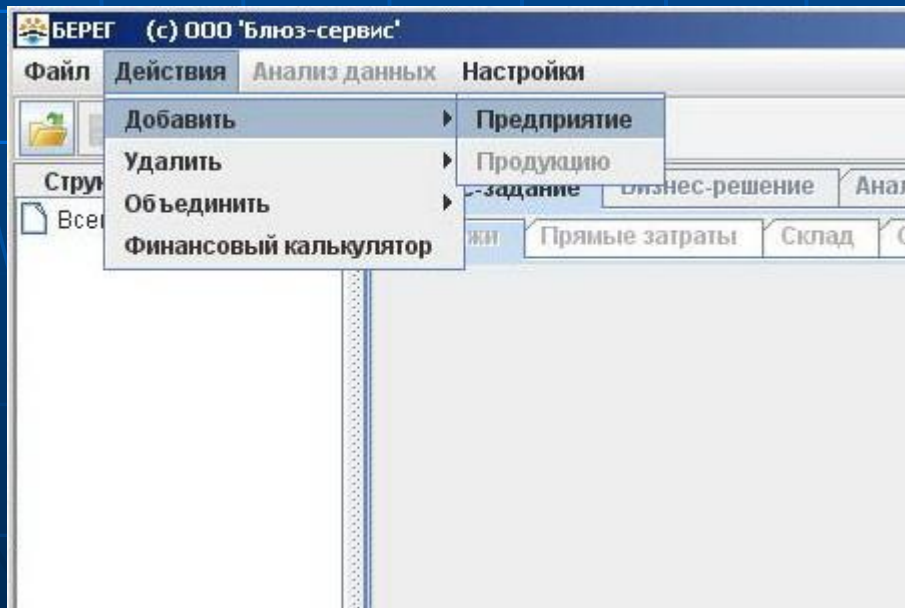 БЕРЕГ (с) ООО 'Блюз-сервис'
Файл Действия Анализ данных Настройки
Добавить Предприятие
Удалить Продукцию
Объединить
Финансовый калькулятор
-задание Бизнес-решение
Прямые затраты Склад